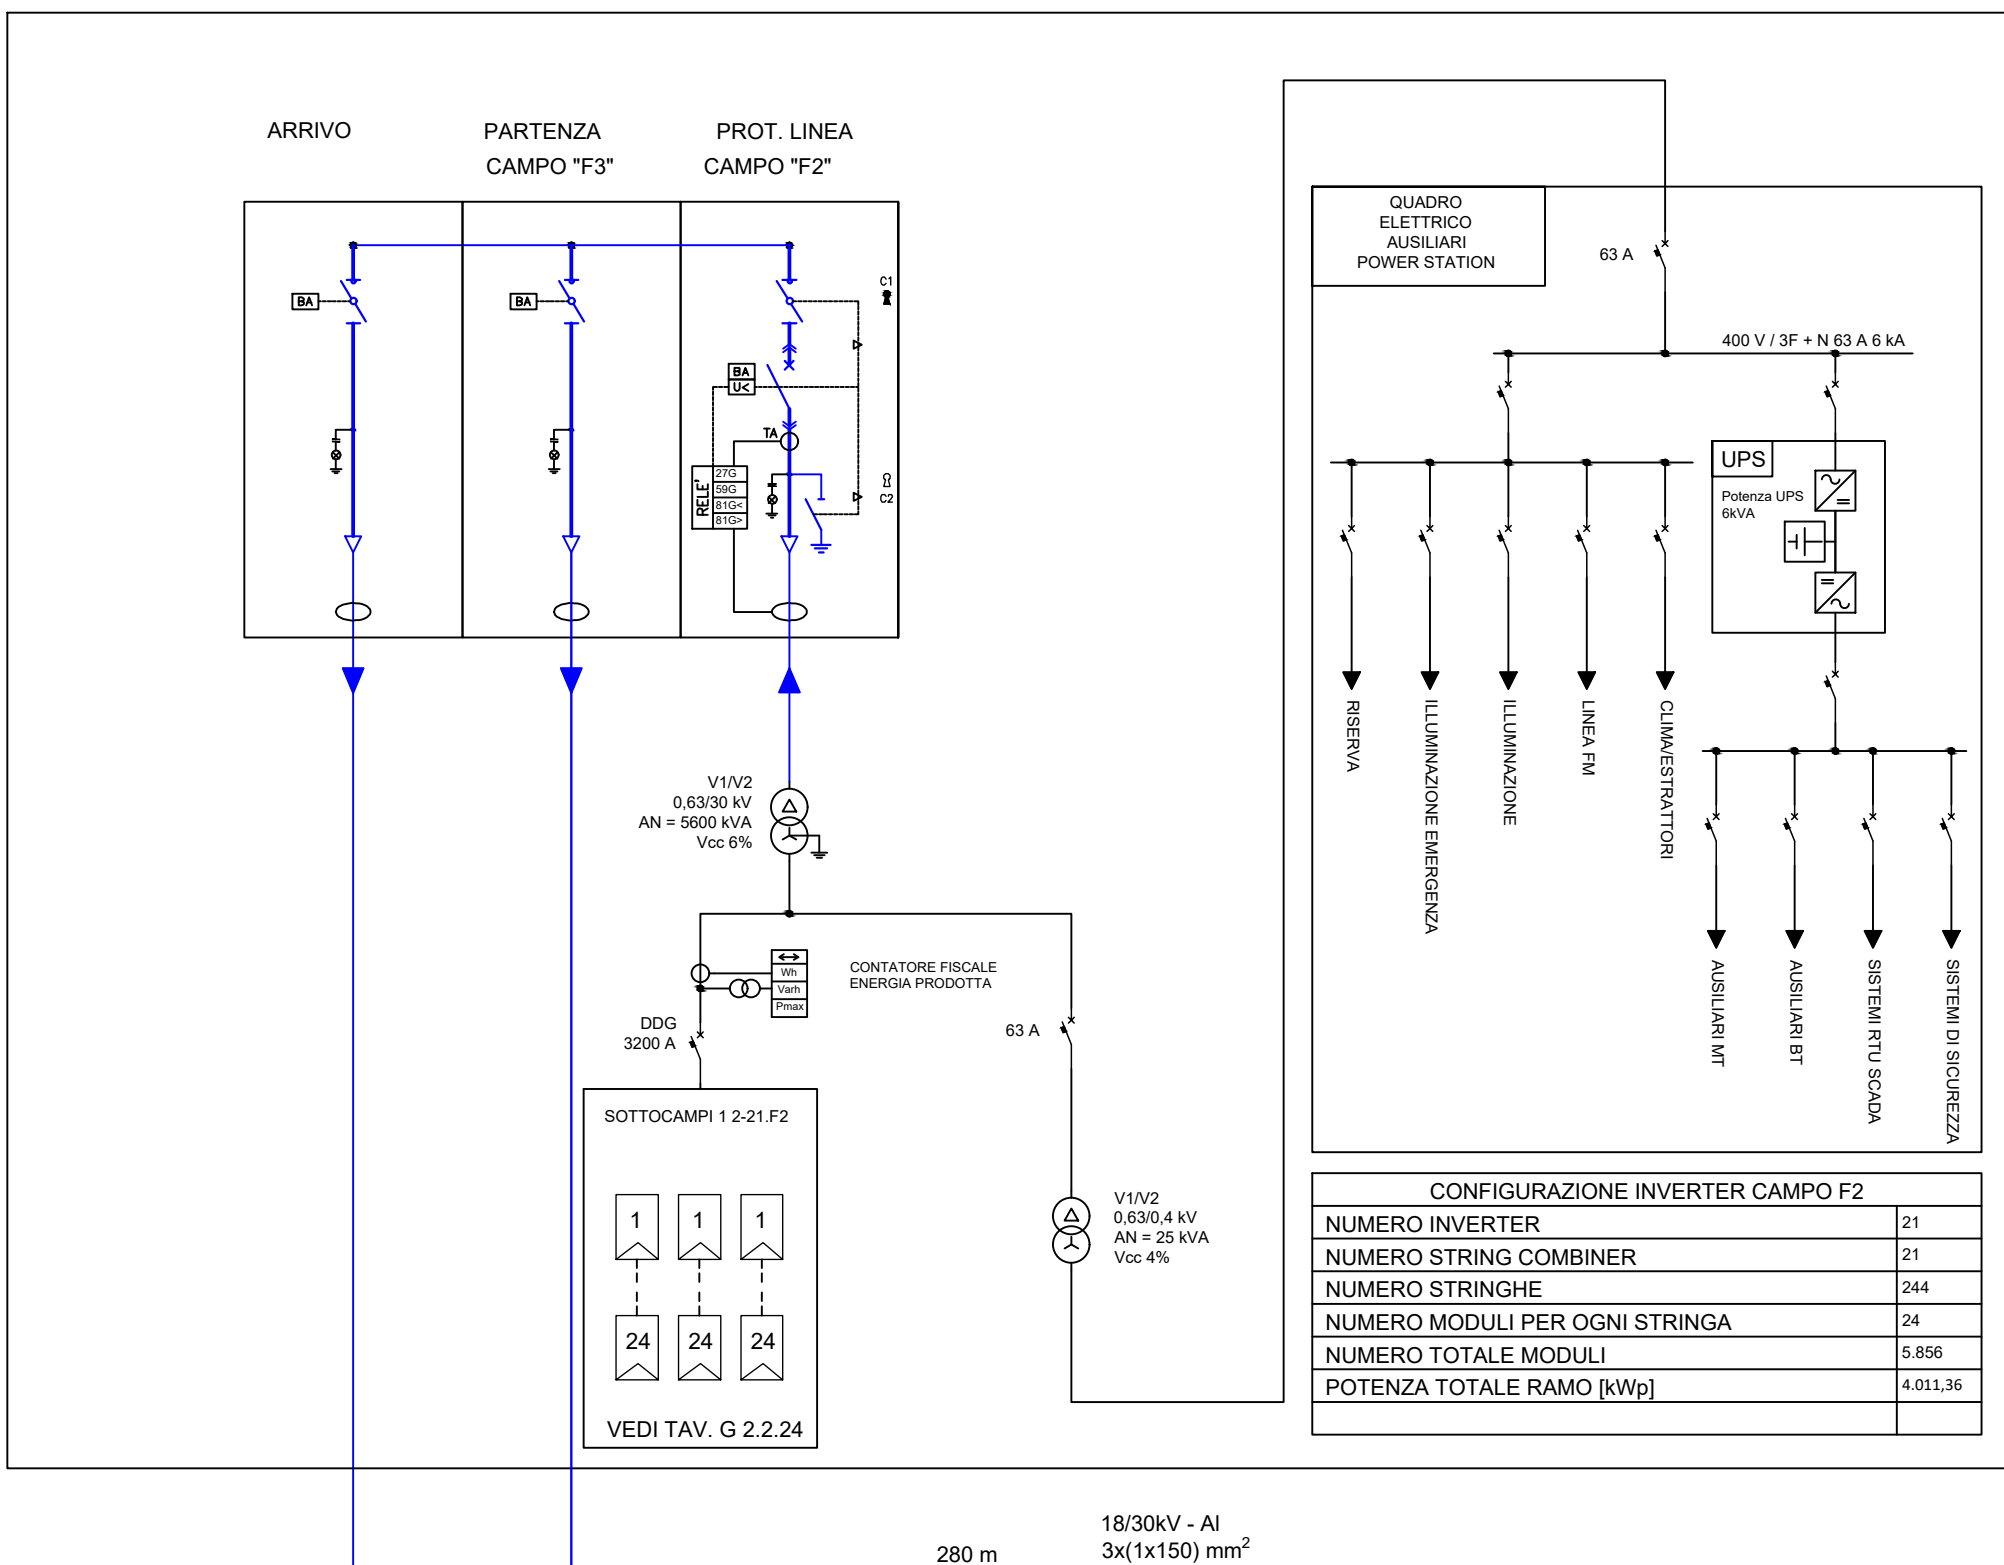 ARRIVO
PARTENZA
CAMPO "F3"
PROT. LINEA
CAMPO "F2"
BA
BA
C1
BA
U<
TA
RELE'
27G
59G
81G<
81G>
C2
V1/V2
0,63/30 kV
AN = 5600 kVA
Vcc 6%
Wh
Varh
Pmax
CONTATORE FISCALE
ENERGIA PRODOTTA
DDG
3200 A
63 A
SOTTOCAMPI 1 2-21.F2
1 1 1
24 24 24
VEDI TAV. G 2.2.24
V1/V2
0,63/0,4 kV
AN = 25 kVA
Vcc 4%
QUADRO
ELETTRICO
AUSILIARI
POWER STATION
63 A
400 V / 3F + N 63 A 6 kA
UPS
Potenza UPS
6kVA
RISERVA
ILLUMINAZIONE EMERGENZA
ILLUMINAZIONE
LINEA FM
CLIMA/ESTRATTORI
AUSILIARI MT
AUSILIARI BT
SISTEMI RTU SCADA
SISTEMI DI SICUREZZA
CONFIGURAZIONE INVERTER CAMPO F2
NUMERO INVERTER 21
NUMERO STRING COMBINER 21
NUMERO STRINGHE 244
NUMERO MODULI PER OGNI STRINGA 24
NUMERO TOTALE MODULI 5.856
POTENZA TOTALE RAMO [kWp] 4.011,36
280 m
18/30kV - Al
3x(1x150) mm²